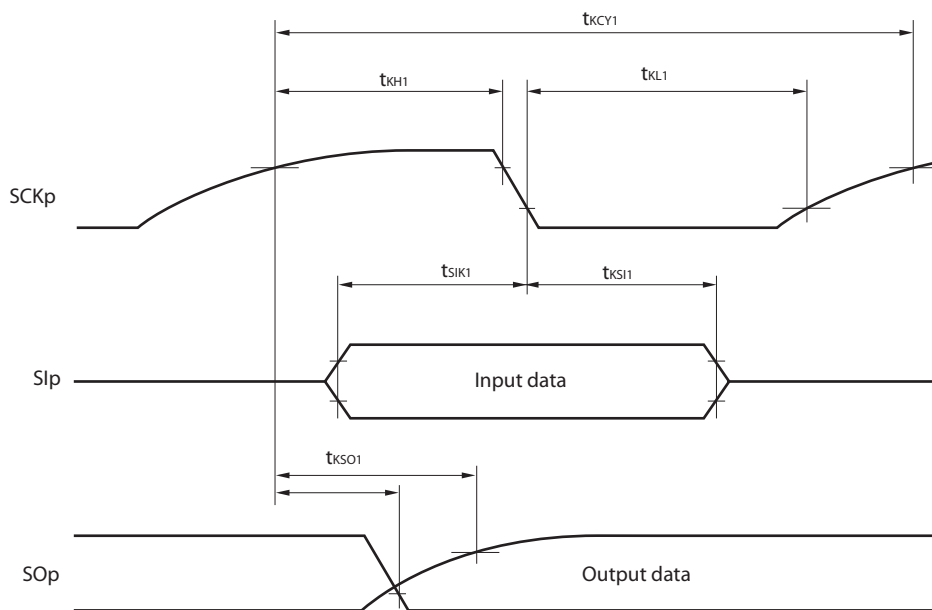 tKCY1
tKH1
tKL1
SCKp
tSIK1
tKSI1
SIp
Input data
tKSO1
SOp
Output data